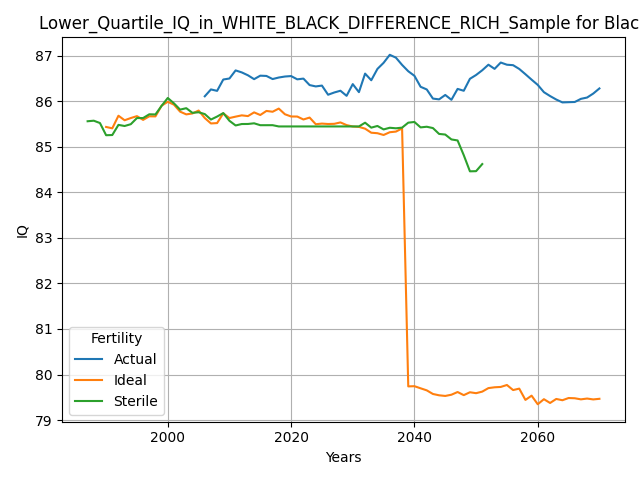 Lower_Quartile_IQ_in_WHITE_BLACK_DIFFERENCE_RICH_Sample for Blac
87
86
85
84
83
82
81
80
79
IQ
Fertility
Actual
Ideal
Sterile
2000
2020
2040
2060
Years